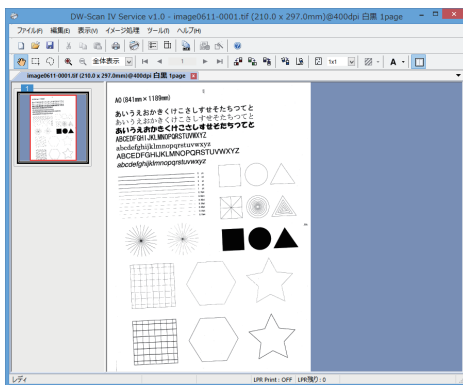 DW-Scan IV Service v1.0 - image0611-0001.tif (210.0 x 297.0mm)@400dpi 白黒 1page
ファイル(F) 編集(E) 表示(V) イメージ処理 ツール(T) ヘルプ(H)
全体表示 1 1x1 A
image0611-0001.tif (210.0 x 297.0mm)@400dpi 白黒 1page
1
A0 (841mm×1189mm)
あいうえおかきくけこさしすせそたちつてと
あいうえおかきくけこさしすせそたちつてと
あいうえおかきくけこさしすせそたちつてと
ABCDEFGHIJKLMNOPQRSTUVWXYZ
abcdefghijklmnopqrstuvwxyz
ABCDEFGHIJKLMNOPQRSTUVWXYZ
abcdefghijklmnopqrstuvwxyz
レディ LPR Print : OFF LPR残り : 0